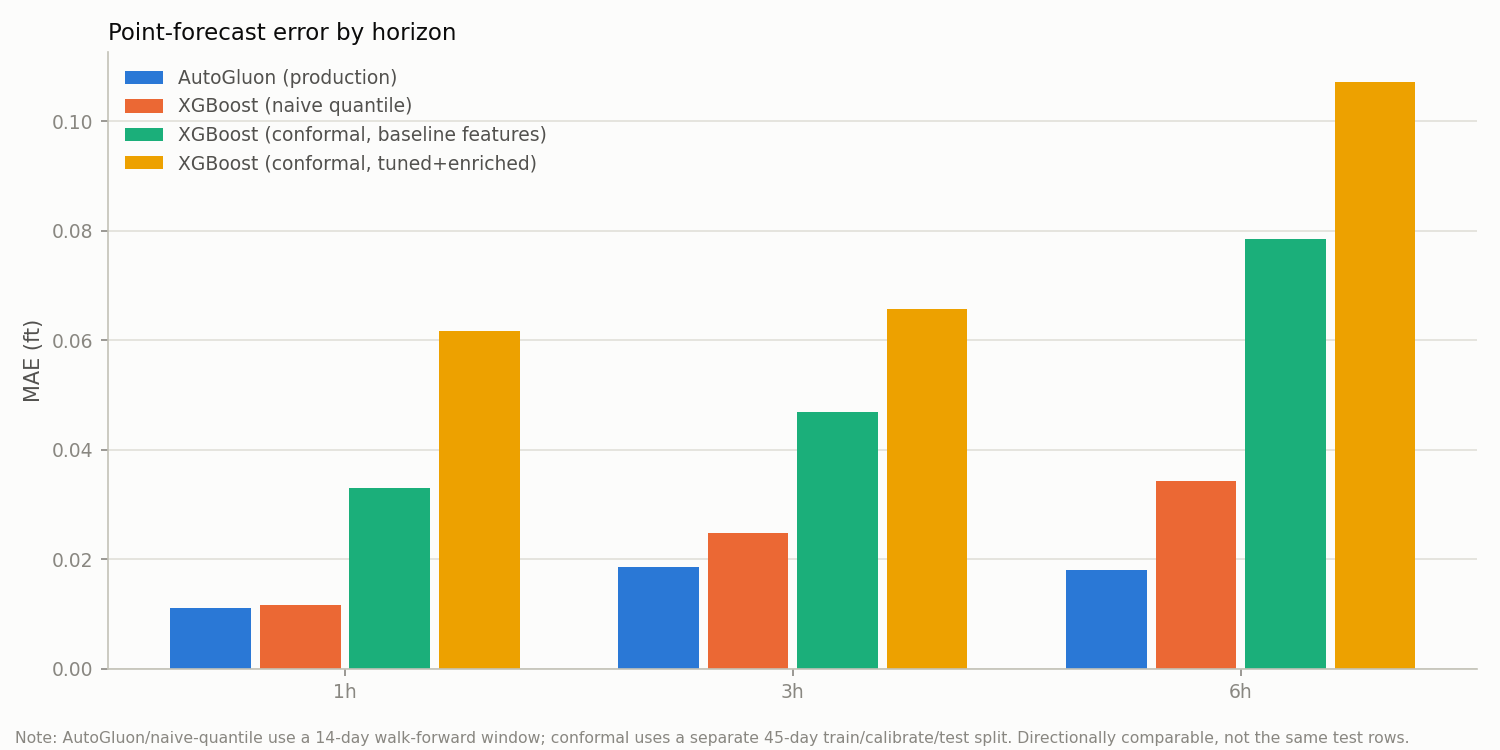 Point-forecast error by horizon
AutoGluon (production)
XGBoost (naive quantile)
XGBoost (conformal, baseline features)
XGBoost (conformal, tuned+enriched)
MAE (ft)
0.10
0.08
0.06
0.04
0.02
0.00
1h
3h
6h
Note: AutoGluon/naive-quantile use a 14-day walk-forward window; conformal uses a separate 45-day train/calibrate/test split. Directionally comparable, not the same test rows.